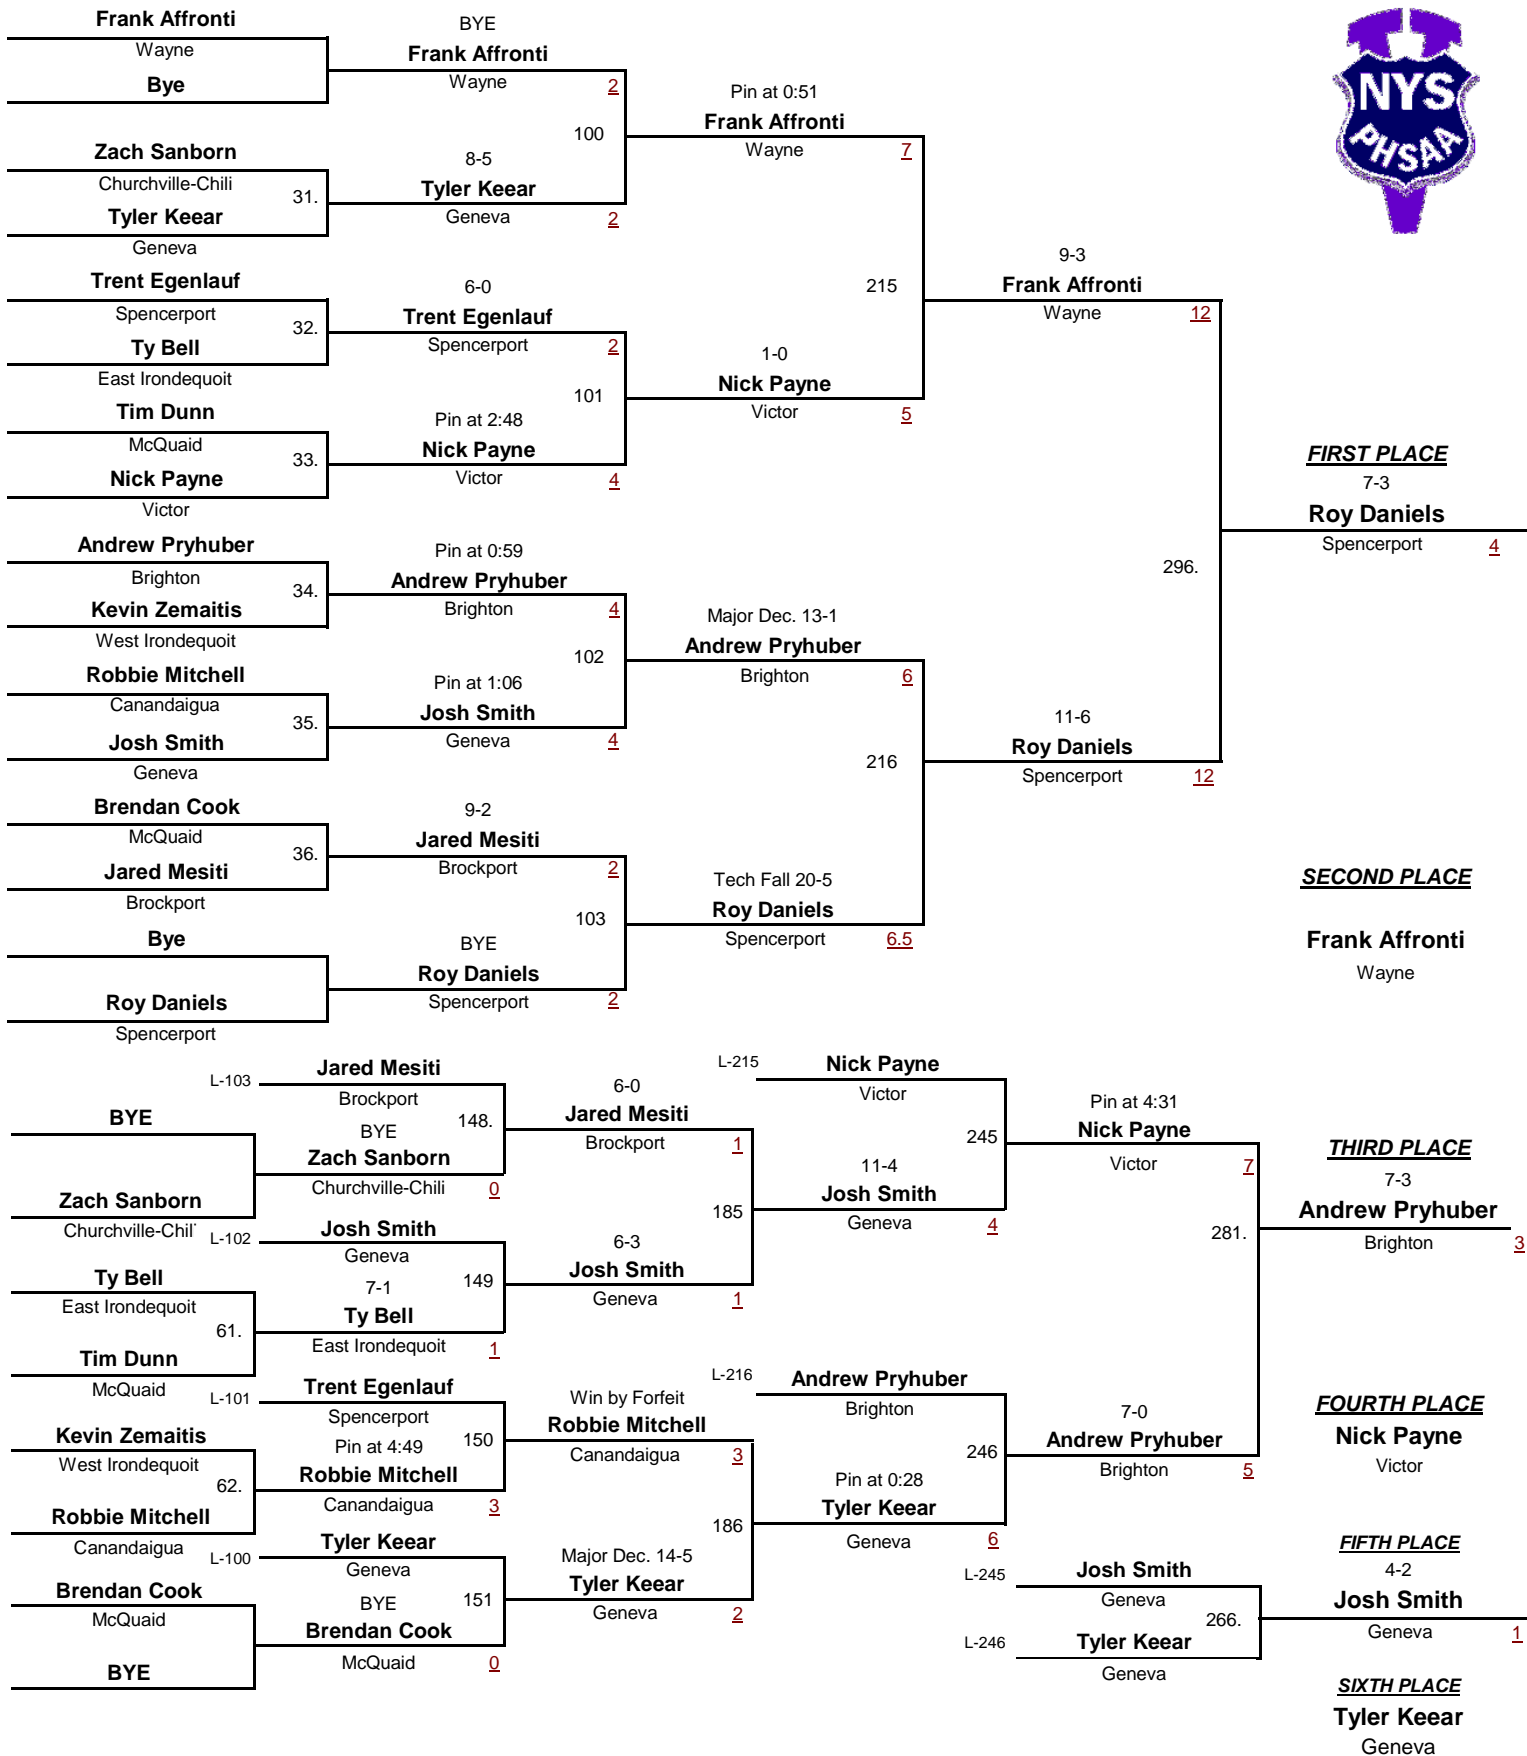 Frank Affronti
Wayne
Bye
BYE
Frank Affronti
Wayne
2
Zach Sanborn
Churchville-Chili
31.
Tyler Keear
Geneva
8-5
Tyler Keear
Geneva
2
100
Pin at 0:51
Frank Affronti
Wayne
7
Trent Egenlauf
Spencerport
32.
Ty Bell
East Irondequoit
6-0
Trent Egenlauf
Spencerport
2
Tim Dunn
McQuaid
33.
Nick Payne
Victor
Pin at 2:48
Nick Payne
Victor
4
101
1-0
Nick Payne
Victor
5
215
9-3
Frank Affronti
Wayne
12
NYS
PHSAA
Andrew Pryhuber
Brighton
34.
Kevin Zemaitis
West Irondequoit
Pin at 0:59
Andrew Pryhuber
Brighton
4
Robbie Mitchell
Canandaigua
35.
Josh Smith
Geneva
Pin at 1:06
Josh Smith
Geneva
4
102
Major Dec. 13-1
Andrew Pryhuber
Brighton
6
Brendan Cook
McQuaid
36.
Jared Mesiti
Brockport
9-2
Jared Mesiti
Brockport
2
Bye
Roy Daniels
Spencerport
BYE
Roy Daniels
Spencerport
2
103
Tech Fall 20-5
Roy Daniels
Spencerport
6.5
216
11-6
Roy Daniels
Spencerport
12
296.
FIRST PLACE
7-3
Roy Daniels
Spencerport
4
SECOND PLACE
Frank Affronti
Wayne
L-103
Jared Mesiti
Brockport
148.
BYE
BYE
Zach Sanborn
Churchville-Chili
0
Zach Sanborn
Churchville-Chil
6-0
Jared Mesiti
Brockport
1
L-102
Josh Smith
Geneva
149
Ty Bell
East Irondequoit
61.
Tim Dunn
McQuaid
7-1
Ty Bell
East Irondequoit
1
6-3
Josh Smith
Geneva
1
185
L-215
Nick Payne
Victor
245
11-4
Josh Smith
Geneva
4
Pin at 4:31
Nick Payne
Victor
7
L-101
Trent Egenlauf
Spencerport
150
Kevin Zemaitis
West Irondequoit
62.
Robbie Mitchell
Canandaigua
Pin at 4:49
Robbie Mitchell
Canandaigua
3
Win by Forfeit
Robbie Mitchell
Canandaigua
3
L-100
Tyler Keear
Geneva
151
Brendan Cook
McQuaid
BYE
BYE
Brendan Cook
McQuaid
0
Major Dec. 14-5
Tyler Keear
Geneva
2
186
L-216
Andrew Pryhuber
Brighton
246
Pin at 0:28
Tyler Keear
Geneva
6
7-0
Andrew Pryhuber
Brighton
5
281.
THIRD PLACE
7-3
Andrew Pryhuber
Brighton
3
FOURTH PLACE
Nick Payne
Victor
L-245
Josh Smith
Geneva
266.
L-246
Tyler Keear
Geneva
FIFTH PLACE
4-2
Josh Smith
Geneva
1
SIXTH PLACE
Tyler Keear
Geneva